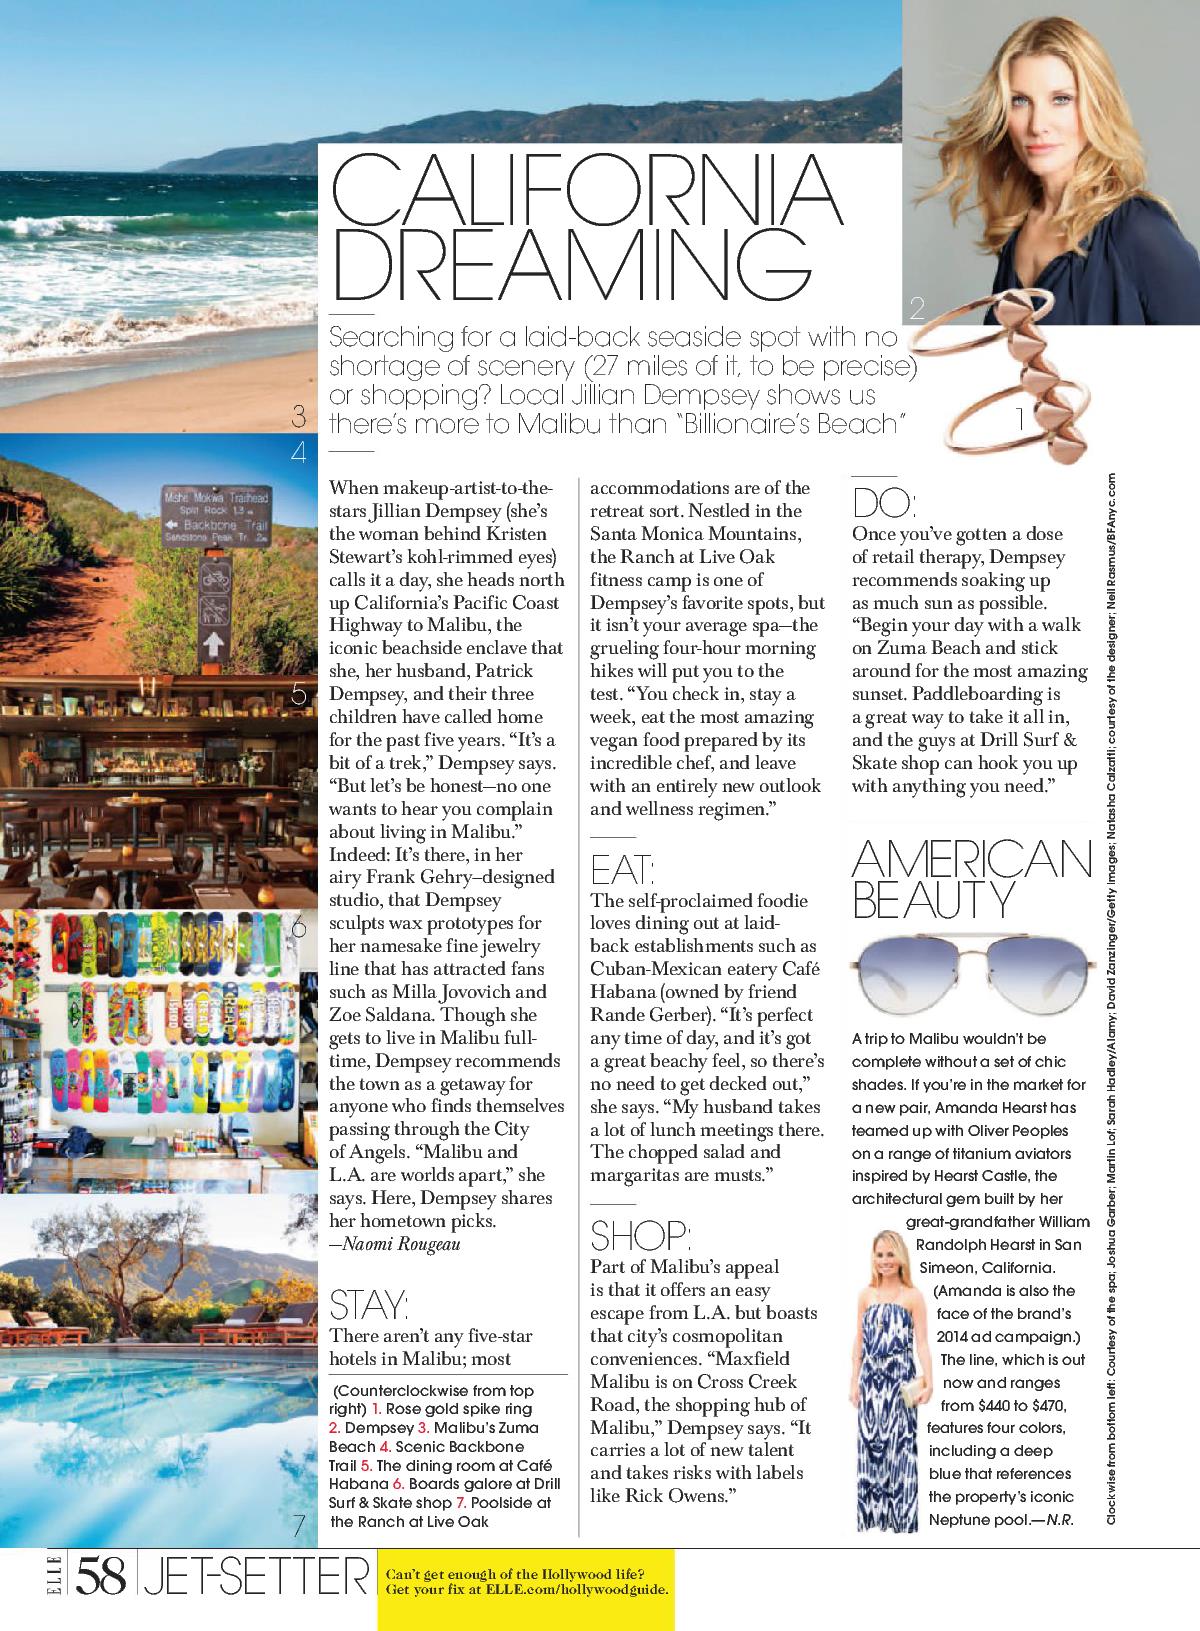 CALIFORNIA
DREAMING
Searching for a laid-back seaside spot with no
shortage of scenery (27 miles of it, to be precise)
or shopping? Local Jillian Dempsey shows us
there's more to Malibu than “Billionaire's Beach”
2
1
3
4
Mishe Mokwa Trailhead
Split Rock 1.3
Backbone Trail
Sandstone Peak Tr. .2
5
6
7
When makeup-artist-to-the-
stars Jillian Dempsey (she's
the woman behind Kristen
Stewart's kohl-rimmed eyes)
calls it a day, she heads north
up California's Pacific Coast
Highway to Malibu, the
iconic beachside enclave that
she, her husband, Patrick
Dempsey, and their three
children have called home
for the past five years. “It's a
bit of a trek,” Dempsey says.
“But let's be honest—no one
wants to hear you complain
about living in Malibu.”
Indeed: It's there, in her
airy Frank Gehry–designed
studio, that Dempsey
sculpts wax prototypes for
her namesake fine jewelry
line that has attracted fans
such as Milla Jovovich and
Zoe Saldana. Though she
gets to live in Malibu full-
time, Dempsey recommends
the town as a getaway for
anyone who finds themselves
passing through the City
of Angels. “Malibu and
L.A. are worlds apart,” she
says. Here, Dempsey shares
her hometown picks.
—Naomi Rougeau
STAY:
There aren't any five-star
hotels in Malibu; most
accommodations are of the
retreat sort. Nestled in the
Santa Monica Mountains,
the Ranch at Live Oak
fitness camp is one of
Dempsey's favorite spots, but
it isn't your average spa—the
grueling four-hour morning
hikes will put you to the
test. “You check in, stay a
week, eat the most amazing
vegan food prepared by its
incredible chef, and leave
with an entirely new outlook
and wellness regimen.”
EAT:
The self-proclaimed foodie
loves dining out at laid-
back establishments such as
Cuban-Mexican eatery Café
Habana (owned by friend
Rande Gerber). “It's perfect
any time of day, and it's got
a great beachy feel, so there's
no need to get decked out,”
she says. “My husband takes
a lot of lunch meetings there.
The chopped salad and
margaritas are musts.”
SHOP:
Part of Malibu's appeal
is that it offers an easy
escape from L.A. but boasts
that city's cosmopolitan
conveniences. “Maxfield
Malibu is on Cross Creek
Road, the shopping hub of
Malibu,” Dempsey says. “It
carries a lot of new talent
and takes risks with labels
like Rick Owens.”
DO:
Once you've gotten a dose
of retail therapy, Dempsey
recommends soaking up
as much sun as possible.
“Begin your day with a walk
on Zuma Beach and stick
around for the most amazing
sunset. Paddleboarding is
a great way to take it all in,
and the guys at Drill Surf &
Skate shop can hook you up
with anything you need.”
AMERICAN
BEAUTY
A trip to Malibu wouldn't be
complete without a set of chic
shades. If you're in the market for
a new pair, Amanda Hearst has
teamed up with Oliver Peoples
on a range of titanium aviators
inspired by Hearst Castle, the
architectural gem built by her
great-grandfather William
Randolph Hearst in San
Simeon, California.
(Amanda is also the
face of the brand's
2014 ad campaign.)
The line, which is out
now and ranges
from $440 to $470,
features four colors,
including a deep
blue that references
the property's iconic
Neptune pool.—N.R.
(Counterclockwise from top
right) 1. Rose gold spike ring
2. Dempsey 3. Malibu's Zuma
Beach 4. Scenic Backbone
Trail 5. The dining room at Café
Habana 6. Boards galore at Drill
Surf & Skate shop 7. Poolside at
the Ranch at Live Oak
Clockwise from bottom left: Courtesy of the spa; Joshua Garber; Martin Lof; Sarah Hadley/Alamy; David Zanzinger/Getty Images; Natasha Calzatti; courtesy of the designer; Neil Rasmus/BFAnyc.com
ELLE 58 JET-SETTER
Can't get enough of the Hollywood life?
Get your fix at ELLE.com/hollywoodguide.